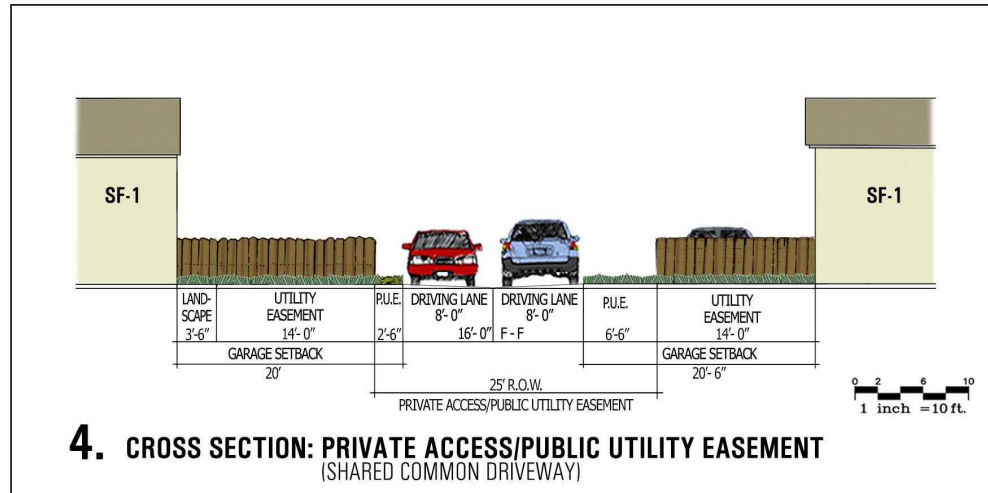 SF-1
SF-1
LAND-
SCAPE
3'-6"
UTILITY
EASEMENT
14'- 0"
P.U.E.
2'-6"
DRIVING LANE
8'- 0"
DRIVING LANE
8'- 0"
16'- 0" F - F
P.U.E.
6'-6"
UTILITY
EASEMENT
14'- 0"
GARAGE SETBACK
20'
GARAGE SETBACK
20'- 6"
25' R.O.W.
PRIVATE ACCESS/PUBLIC UTILITY EASEMENT
0 2 6 10
1 inch =10 ft.
4. CROSS SECTION: PRIVATE ACCESS/PUBLIC UTILITY EASEMENT
(SHARED COMMON DRIVEWAY)